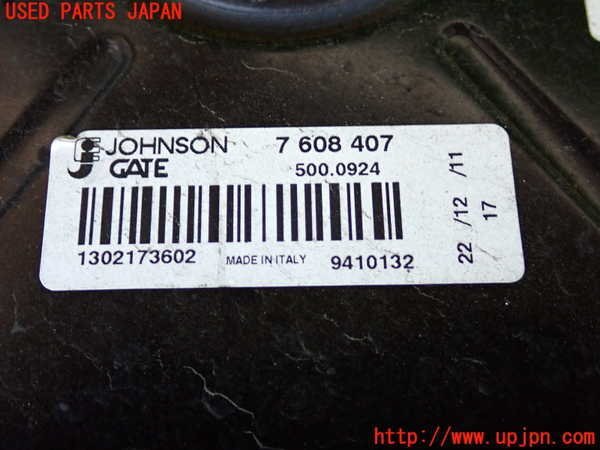 USED PARTS JAPAN
JOHNSON GATE
7 608 407
500.0924
1302173602
MADE IN ITALY
9410132
22/12/11
17
http://www.upjpn.com/